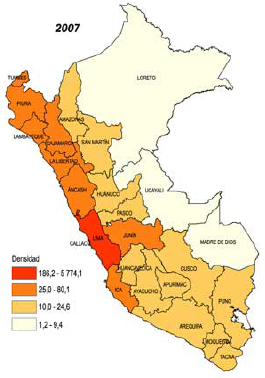 2007
LORETO
TUMBES
PIURA
AMAZONAS
LAMBAYEQUE
CAJAMARCA
SAN MARTÍN
LA LIBERTAD
ANCASH
HUÁNUCO
UCAYALI
PASCO
LIMA
CALLAO
JUNÍN
MADRE DE DIOS
HUANCAVELICA
CUSCO
ICA
AYACUCHO
APURIMAC
PUNO
AREQUIPA
MOQUEGUA
TACNA
Densidad
186,2 - 5 774,1
25,0 - 80,1
10,0 - 24,6
1,2 - 9,4